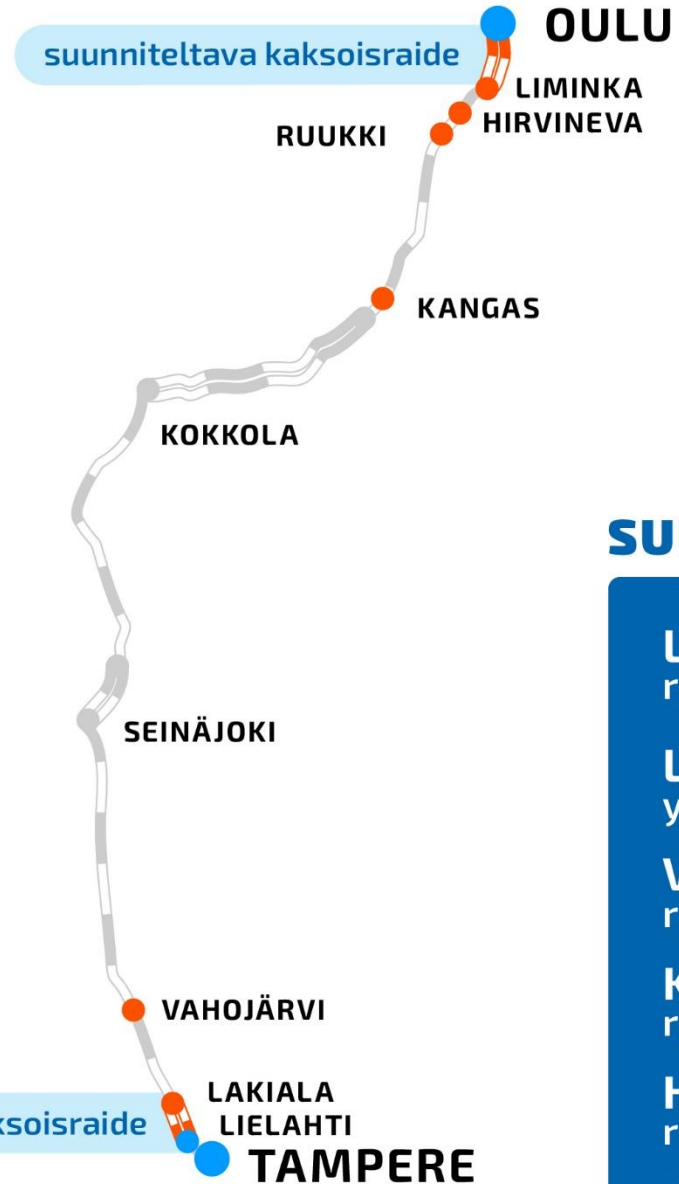 OULU
suunniteltava kaksoisraide
LIMINKA
HIRVINEVA
RUUKKI
KANGAS
KOKKOLA
SEINÄJOKI
VAHOJÄRVI
LAKIALA
LIELAHTI
TAMPERE